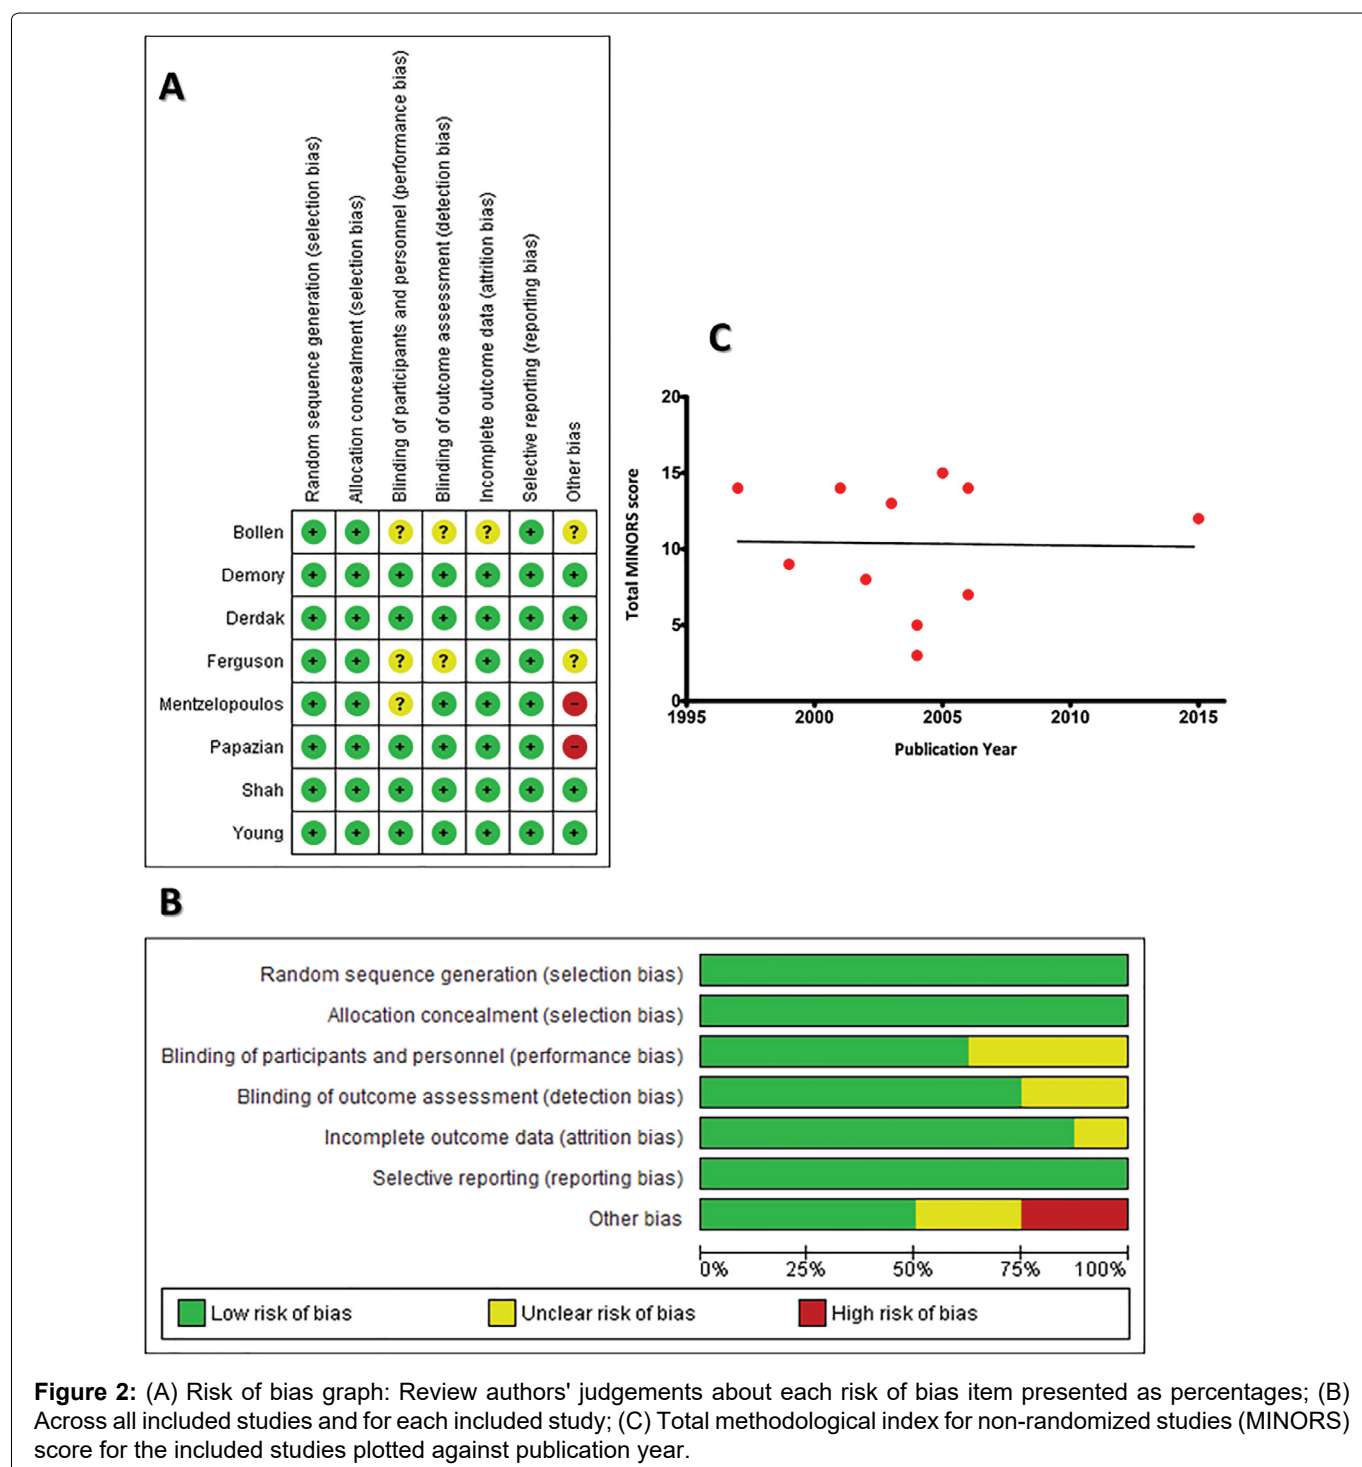 A
Random sequence generation (selection bias)
Allocation concealment (selection bias)
Blinding of participants and personnel (performance bias)
Blinding of outcome assessment (detection bias)
Incomplete outcome data (attrition bias)
Selective reporting (reporting bias)
Other bias
Bollen + + ? ? ? + ?
Demory + + + + + + +
Derdak + + + + + + +
Ferguson + + ? ? + + ?
Mentzelopoulos + + ? + + + -
Papazian + + + + + + -
Shah + + + + + + +
Young + + + + + + +
C
Total MINORS score
20
15
10
5
0
1995 2000 2005 2010 2015
Publication Year
B
Random sequence generation (selection bias)
Allocation concealment (selection bias)
Blinding of participants and personnel (performance bias)
Blinding of outcome assessment (detection bias)
Incomplete outcome data (attrition bias)
Selective reporting (reporting bias)
Other bias
0% 25% 50% 75% 100%
Low risk of bias Unclear risk of bias High risk of bias
Figure 2: (A) Risk of bias graph: Review authors' judgements about each risk of bias item presented as percentages; (B)
Across all included studies and for each included study; (C) Total methodological index for non-randomized studies (MINORS)
score for the included studies plotted against publication year.